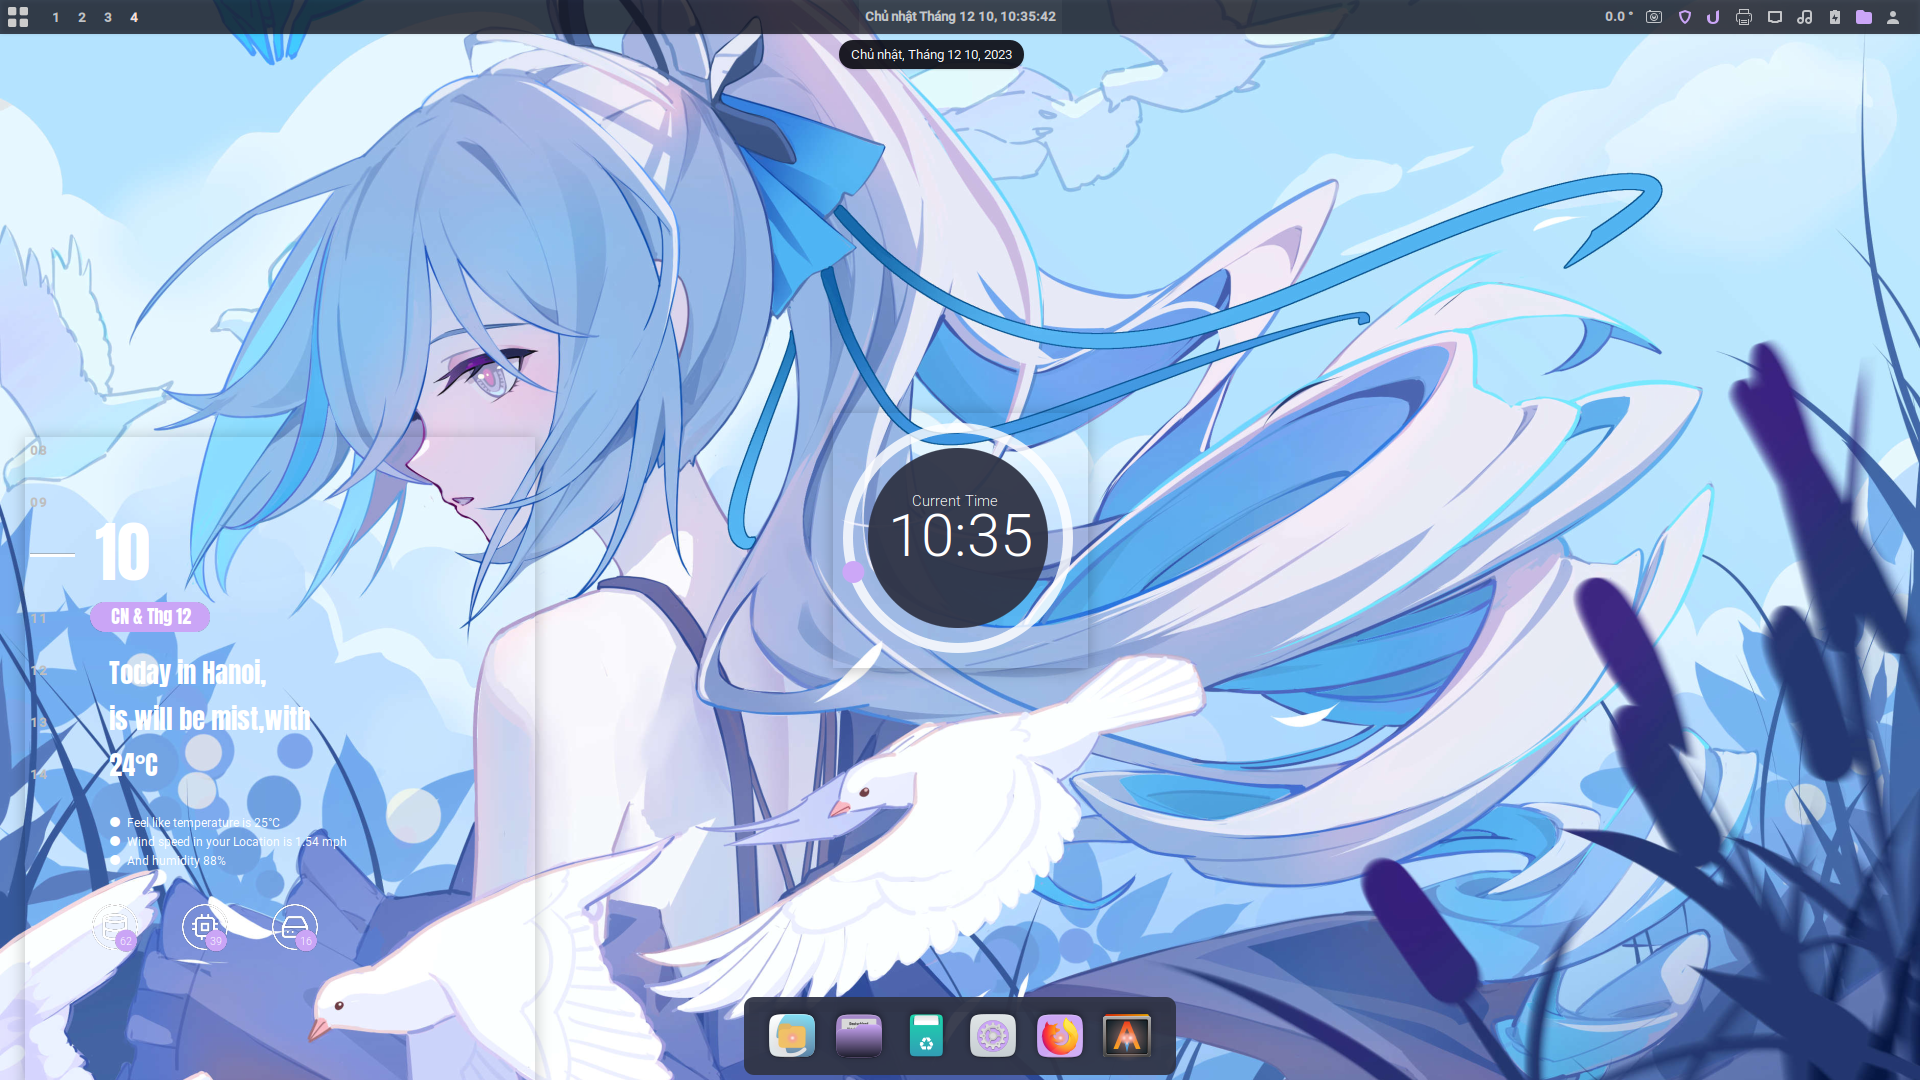 1 2 3 4
Chủ nhật Tháng 12 10, 10:35:42
0.0 °
Chủ nhật, Tháng 12 10, 2023
08
09
10
CN & Thg 12
11
Today in Hanoi,
12
is will be mist,with
13
24°C
14
Feel like temperature is 25°C
Wind speed in your Location is 1.54 mph
And humidity 88%
62 39 16
Current Time
10:35